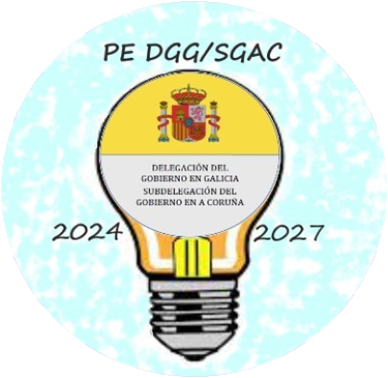 PE DGG/SGAC
DELEGACIÓN DEL
GOBIERNO EN GALICIA
SUBDELEGACIÓN DEL
GOBIERNO EN A CORUÑA
2024 2027